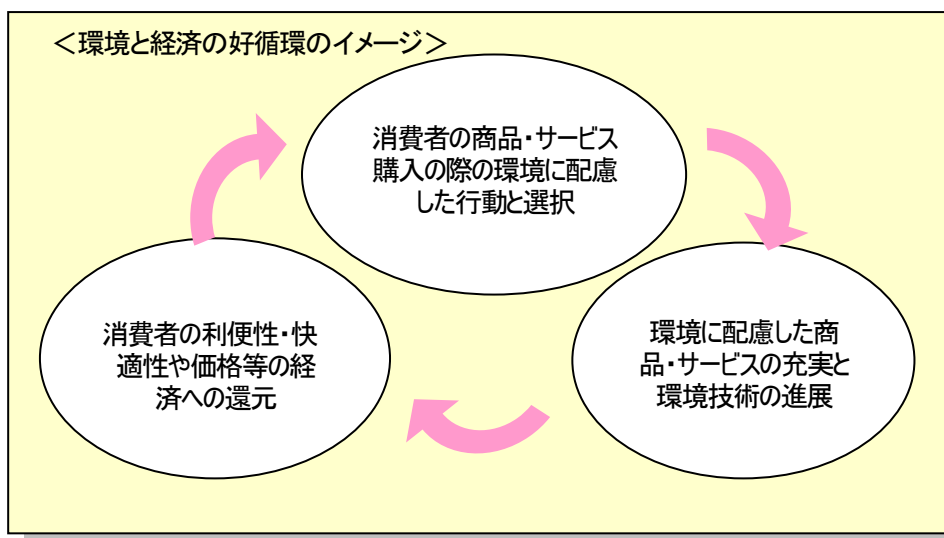 ＜環境と経済の好循環のイメージ＞
消費者の商品・サービス
購入の際の環境に配慮
した行動と選択
消費者の利便性・快
適性や価格等の経
済への還元
環境に配慮した商
品・サービスの充実と
環境技術の進展